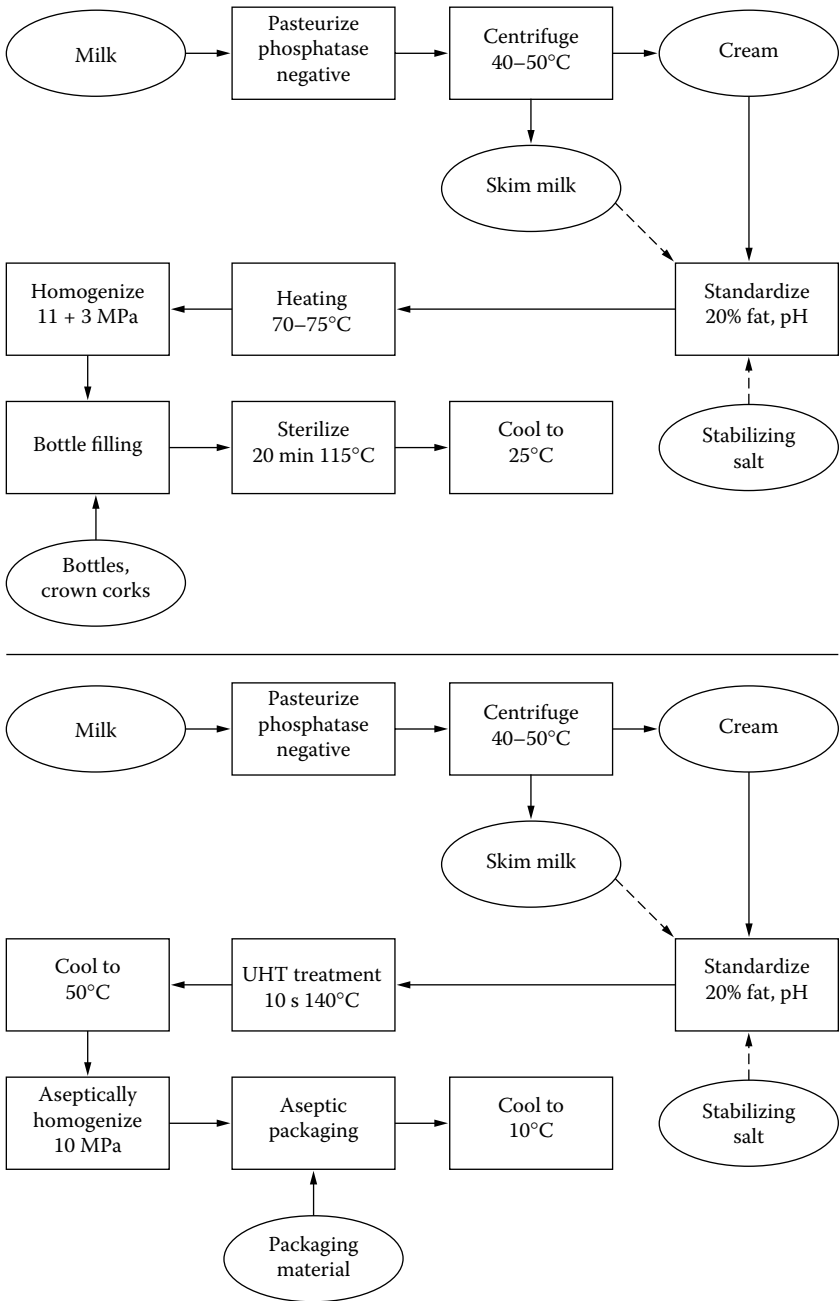 Milk
Pasteurize
phosphatase
negative
Centrifuge
40–50°C
Cream
Skim milk
Homogenize
11 + 3 MPa
Heating
70–75°C
Standardize
20% fat, pH
Bottle filling
Sterilize
20 min 115°C
Cool to
25°C
Stabilizing
salt
Bottles,
crown corks
Milk
Pasteurize
phosphatase
negative
Centrifuge
40–50°C
Cream
Skim milk
Cool to
50°C
UHT treatment
10 s 140°C
Standardize
20% fat, pH
Aseptically
homogenize
10 MPa
Aseptic
packaging
Cool to
10°C
Stabilizing
salt
Packaging
material